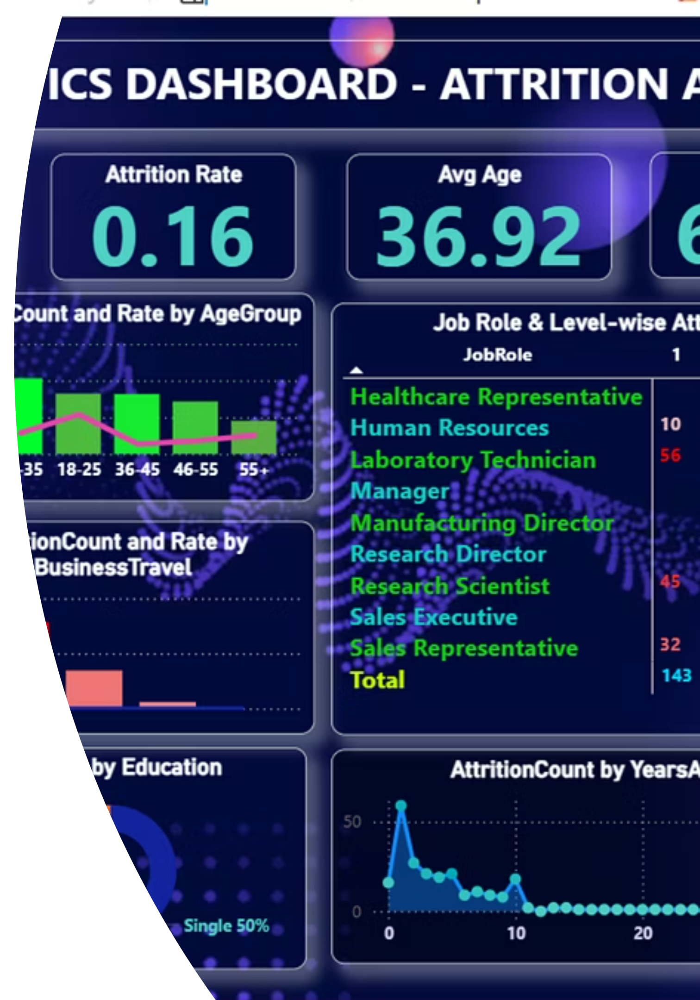 ICS DASHBOARD - ATTRITION A
Attrition Rate
0.16
Avg Age
36.92
6
Count and Rate by AgeGroup
-35 18-25 36-45 46-55 55+
Job Role & Level-wise Att
JobRole 1
Healthcare Representative
Human Resources 10
Laboratory Technician 56
Manager
Manufacturing Director
Research Director
Research Scientist 45
Sales Executive
Sales Representative 32
Total 143
tionCount and Rate by
BusinessTravel
by Education
Single 50%
AttritionCount by YearsA
50
0
0 10 20